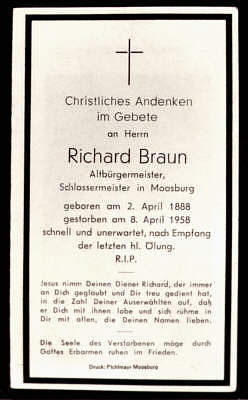 Christliches Andenken
im Gebete
an Herrn
Richard Braun
Altbürgermeister,
Schlossermeister in Moosburg
geboren am 2. April 1888
gestorben am 8. April 1958
schnell und unerwartet, nach Empfang
der letzten hl. Ölung.
R.I.P.
Jesus nimm Deinen Diener Richard, der immer
an Dich geglaubt und Dir treu gedient hat,
in die Zahl Deiner Auserwählten auf, daß
er Dich mit ihnen lobe und sich rühme in
Dir mit allen, die Deinen Namen lieben.
Die Seele des Verstorbenen möge durch
Gottes Erbarmen ruhen im Frieden.
Druck: Pichlmayr Moosburg